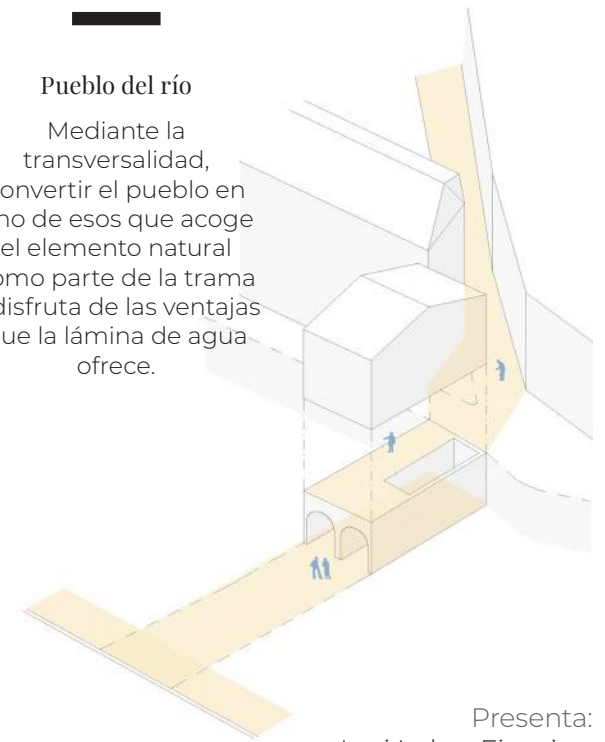 Pueblo del río
Mediante la
transversalidad,
onvertir el pueblo en
no de esos que acoge
el elemento natural
omo parte de la trama
disfruta de las ventajas
ue la lámina de agua
ofrece.
Presenta: